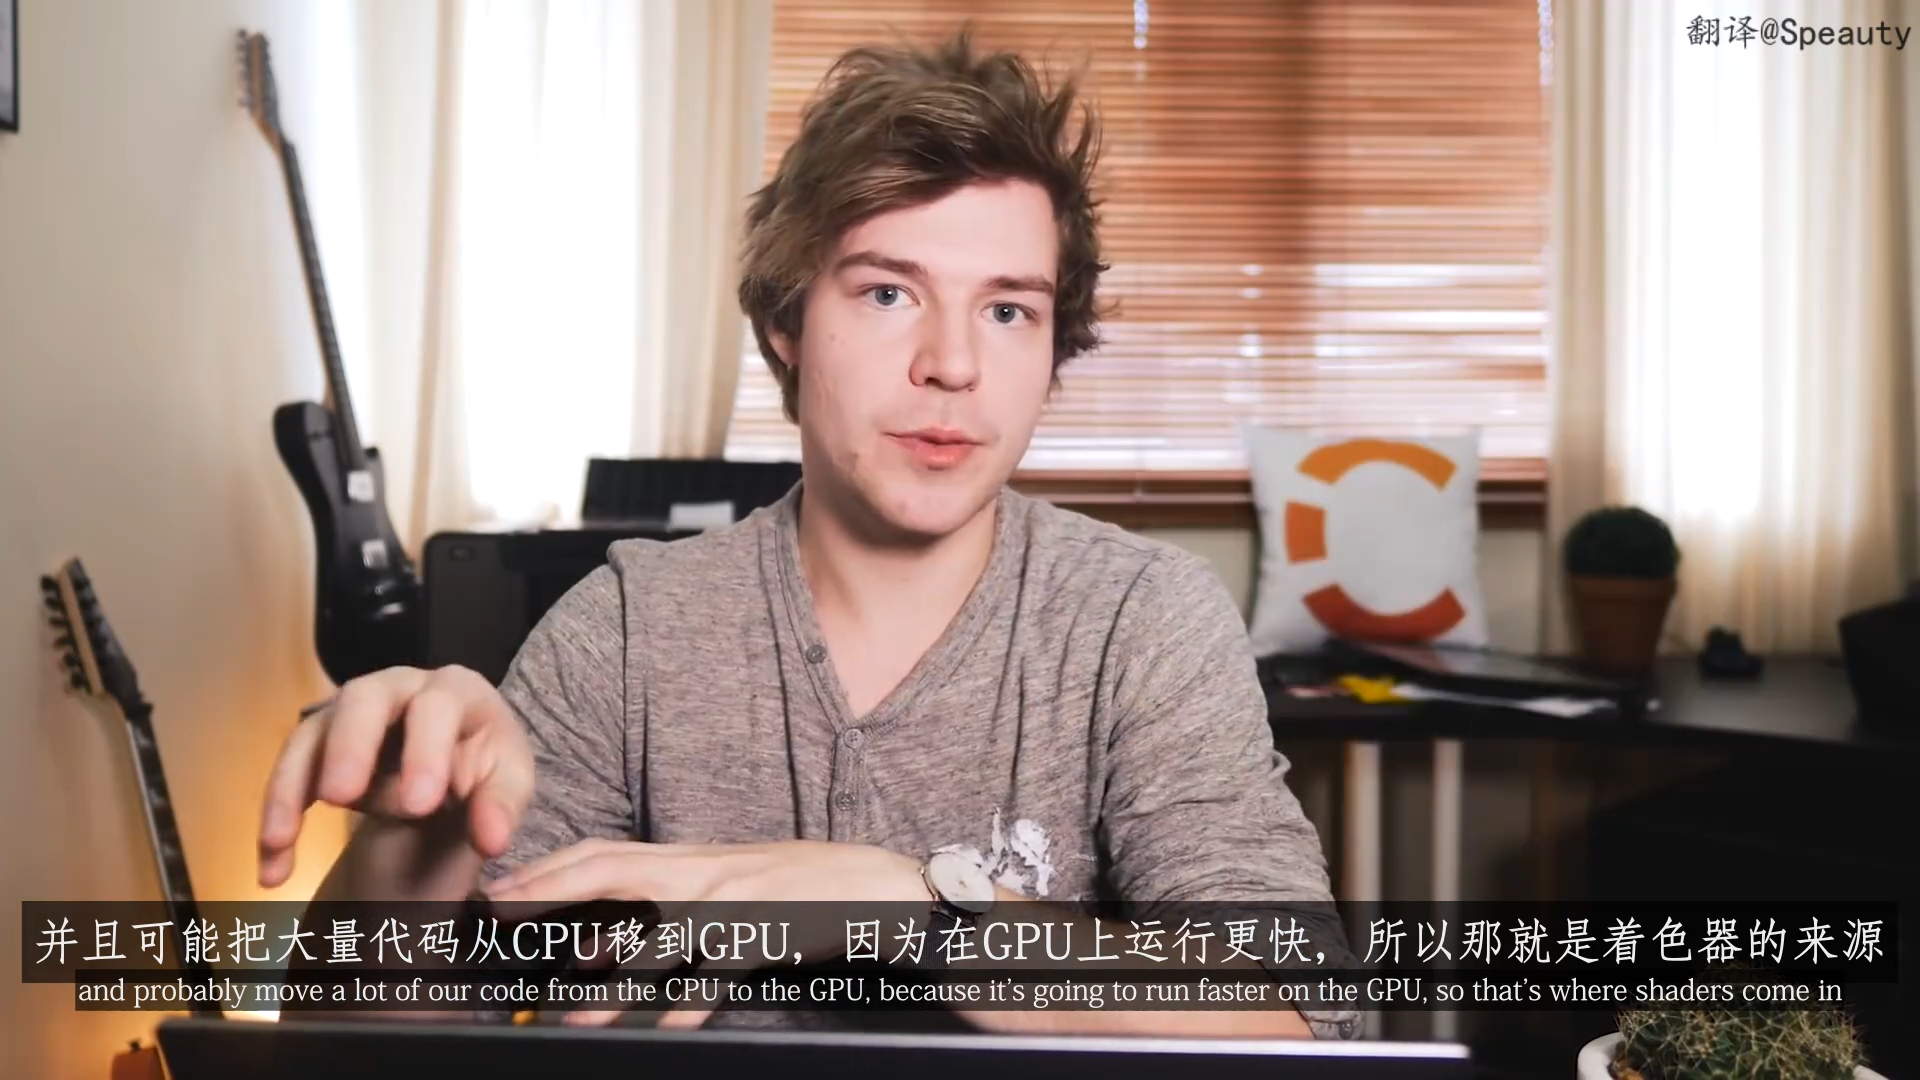 翻译@Speauty
并且可能把大量代码从CPU移到GPU，因为在GPU上运行更快，所以那就是着色器的来源
and probably move a lot of our code from the CPU to the GPU, because it's going to run faster on the GPU, so that's where shaders come in